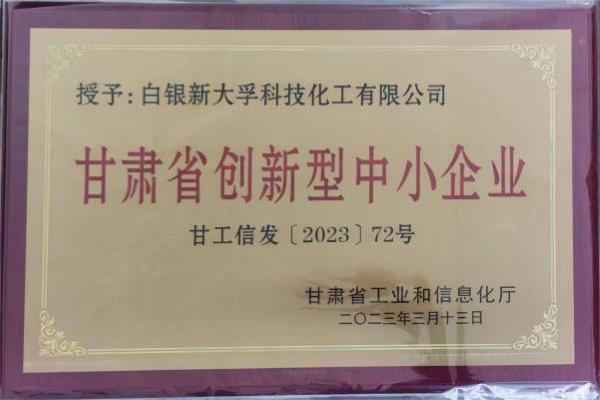 授予：白银新大孚科技化工有限公司
甘肃省创新型中小企业
甘工信发〔2023〕72号
甘肃省工业和信息化厅
二〇二三年三月十三日